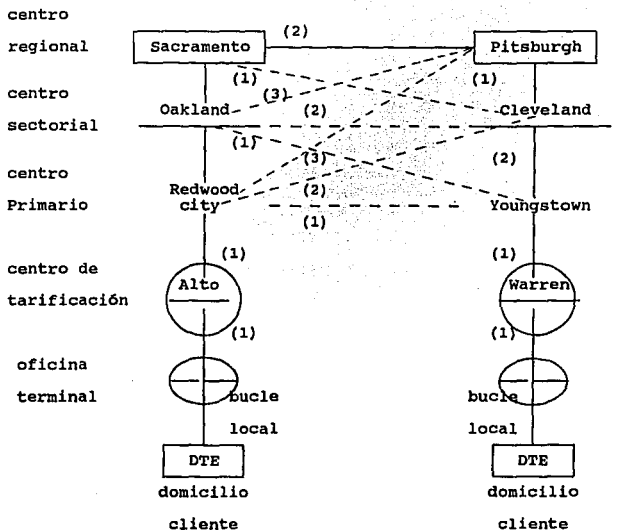 centro
(2)
regional Sacramento Pitsburgh
(1) (1)
centro (3)
Oakland (2) Cleveland
sectorial
(1)
(3) (2)
centro
Redwood (2)
Primario city Youngstown
(1)
(1) (1)
centro de
Alto Warren
tarificación
(1) (1)
oficina
terminal bucle bucle
local local
DTE DTE
domicilio domicilio
cliente cliente